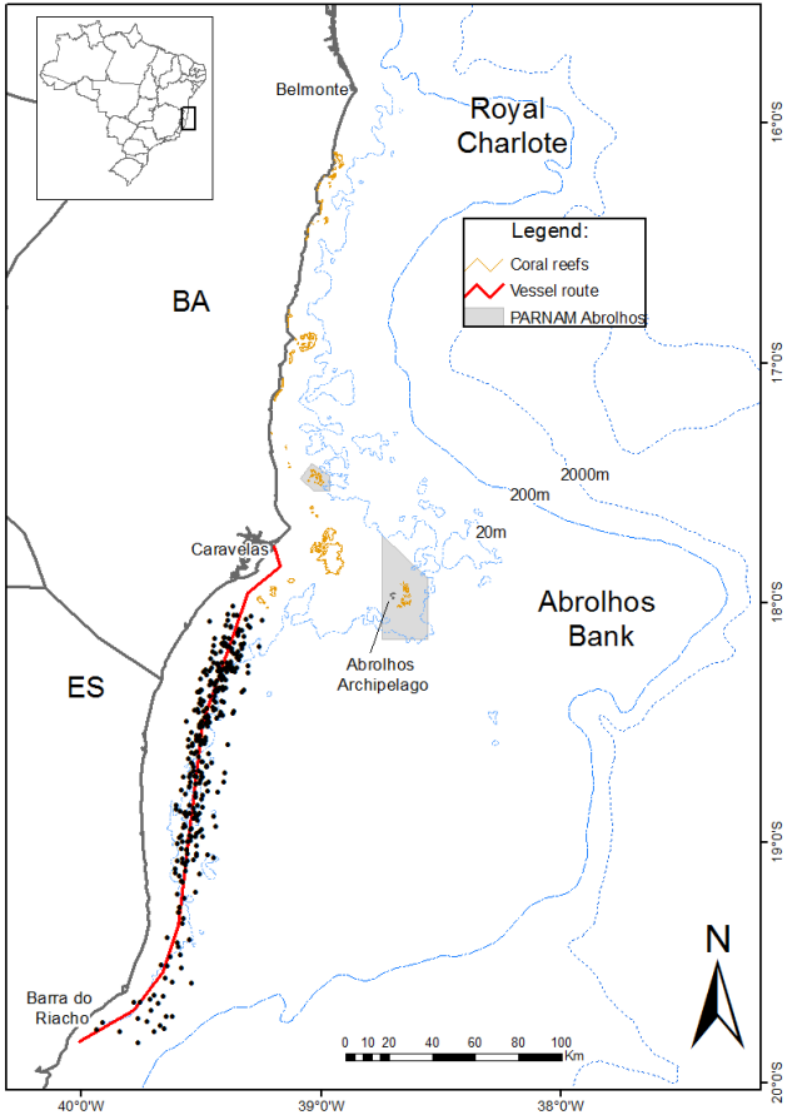 Belmonte
Royal
Charlote
16°0'S
Legend:
Coral reefs
Vessel route
PARNAM Abrolhos
BA
17°0'S
2000m
200m
20m
Caravelas
18°0'S
Abrolhos
Bank
Abrolhos
Archipelago
ES
19°0'S
N
Barra do
Riacho
0 10 20 40 60 80 100
Km
20°0'S
40°0'W 39°0'W 38°0'W